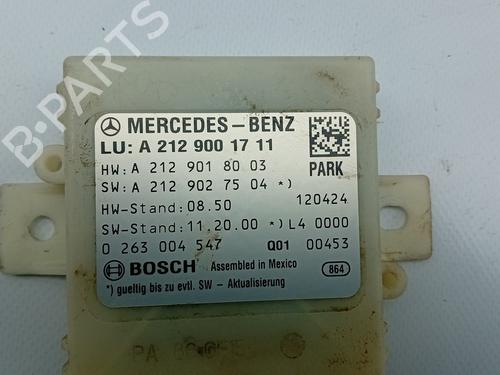 MERCEDES-BENZ
LU: A 212 900 17 11
HW: A 212 901 80 03 PARK
SW: A 212 902 75 04 *)
HW-Stand: 08.50 120424
SW-Stand: 11.20.00 *) L4 0000
0 263 004 547 Q01 00453
BOSCH Assembled in Mexico 864
*) gueltig bis zu evtl. SW - Aktualisierung
B-PARTS